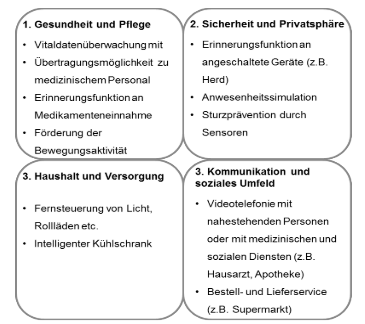 1. Gesundheit und Pflege
• Vitaldatenüberwachung mit
• Übertragungsmöglichkeit zu
medizinischem Personal
• Erinnerungsfunktion an
Medikamenteneinnahme
• Förderung der
Bewegungsaktivität
2. Sicherheit und Privatsphäre
• Erinnerungsfunktion an
angeschaltete Geräte (z.B.
Herd)
• Anwesenheitssimulation
• Sturzprävention durch
Sensoren
3. Haushalt und Versorgung
• Fernsteuerung von Licht,
Rollläden etc.
• Intelligenter Kühlschrank
3. Kommunikation und
soziales Umfeld
• Videotelefonie mit
nahestehenden Personen
oder mit medizinischen und
sozialen Diensten (z.B.
Hausarzt, Apotheke)
• Bestell- und Lieferservice
(z.B. Supermarkt)